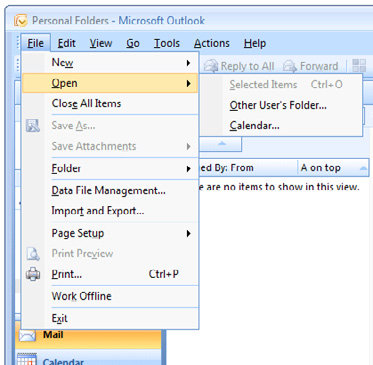 Personal Folders - Microsoft Outlook
File Edit View Go Tools Actions Help
New
Reply to All Forward
Open
Selected Items Ctrl+O
Close All Items
Other User's Folder...
Save As...
Calendar...
Save Attachments
Folder
ed By: From A on top
Data File Management...
re are no items to show in this view.
Import and Export...
Page Setup
Print Preview
Print... Ctrl+P
Work Offline
Exit
Mail
Calendar